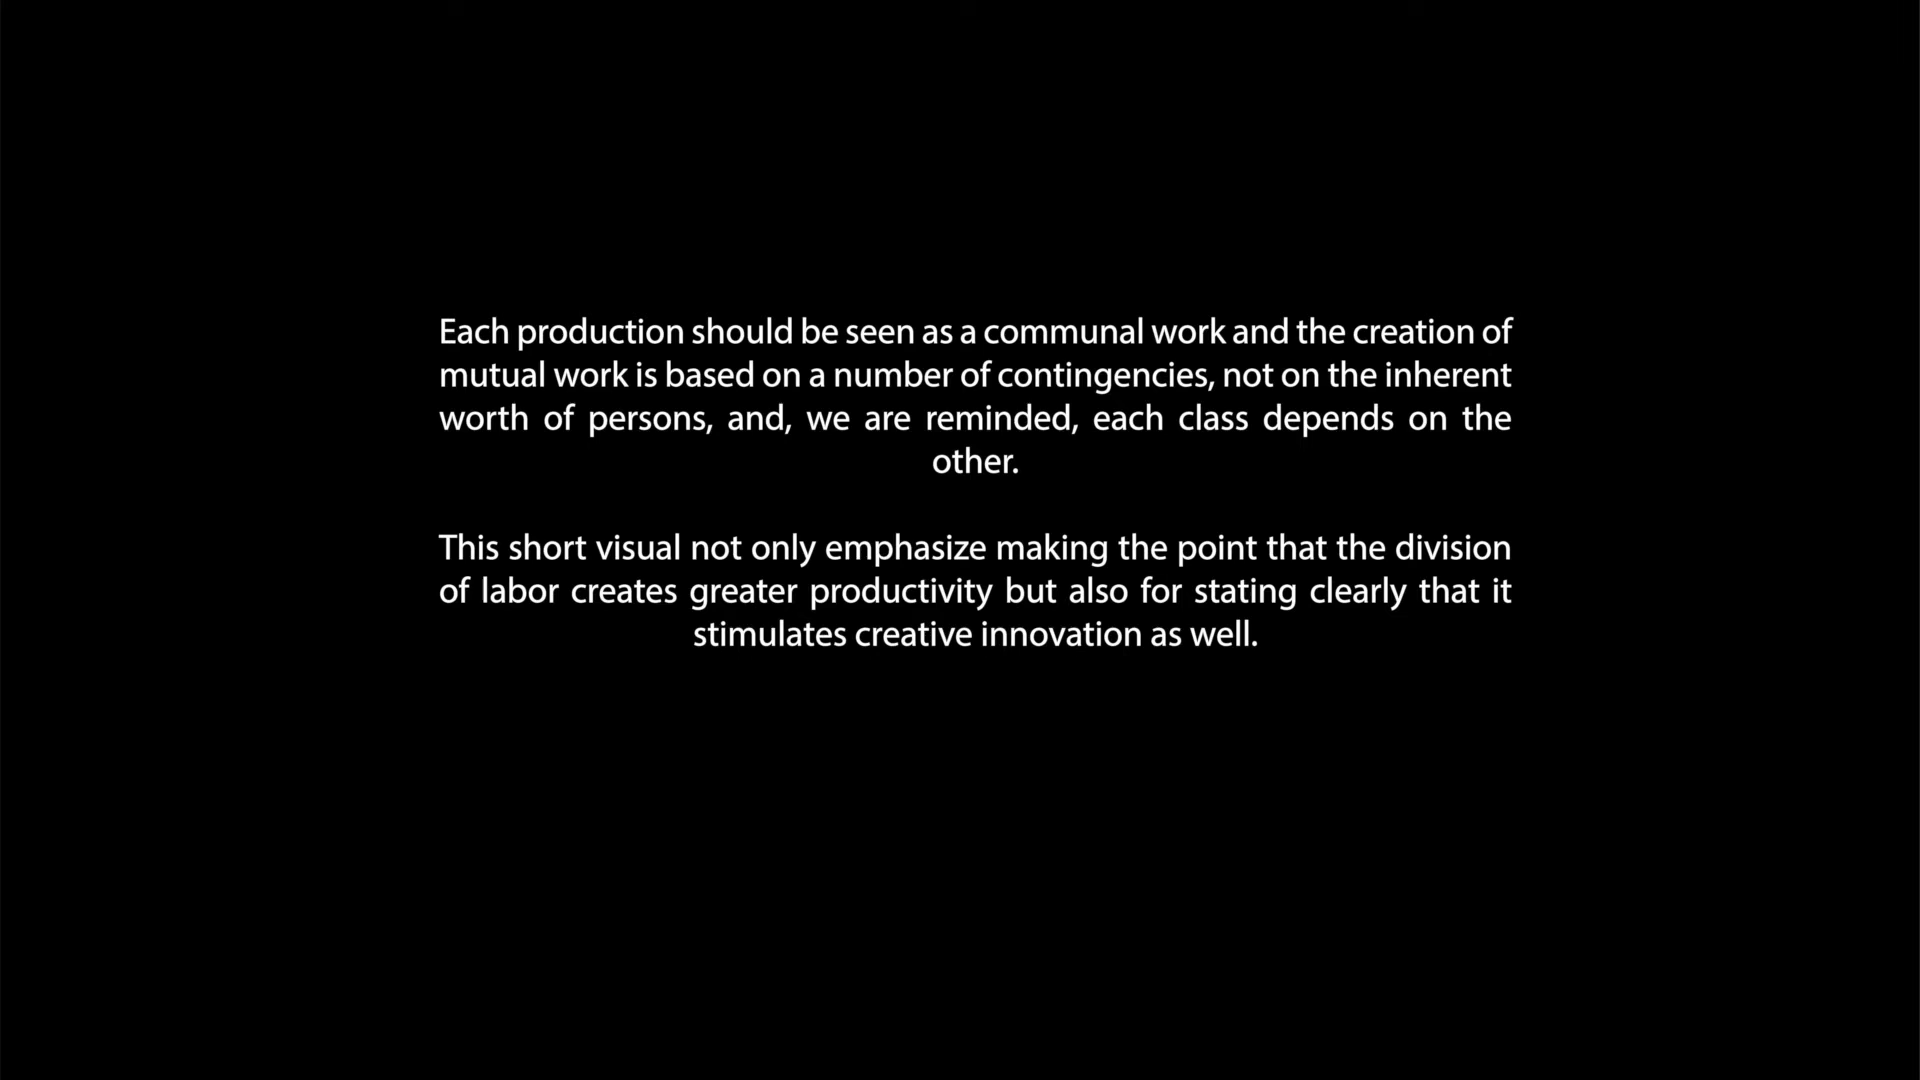 Each production should be seen as a communal work and the creation of
mutual work is based on a number of contingencies, not on the inherent
worth of persons, and, we are reminded, each class depends on the
other.
This short visual not only emphasize making the point that the division
of labor creates greater productivity but also for stating clearly that it
stimulates creative innovation as well.